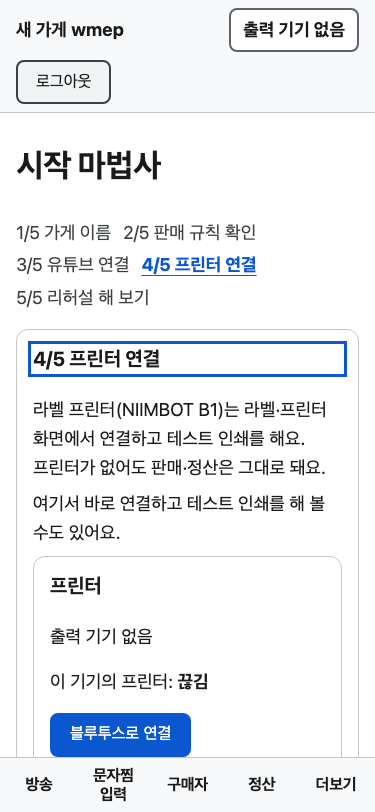 새 가게 wmep
출력 기기 없음
로그아웃
시작 마법사
1/5 가게 이름 2/5 판매 규칙 확인
3/5 유튜브 연결 4/5 프린터 연결
5/5 리허설 해 보기
4/5 프린터 연결
라벨 프린터(NIIMBOT B1)는 라벨·프린터
화면에서 연결하고 테스트 인쇄를 해요.
프린터가 없어도 판매·정산은 그대로 돼요.
여기서 바로 연결하고 테스트 인쇄를 해 볼
수도 있어요.
프린터
출력 기기 없음
이 기기의 프린터: 끊김
블루투스로 연결
방송
문자찜
입력
구매자
정산
더보기